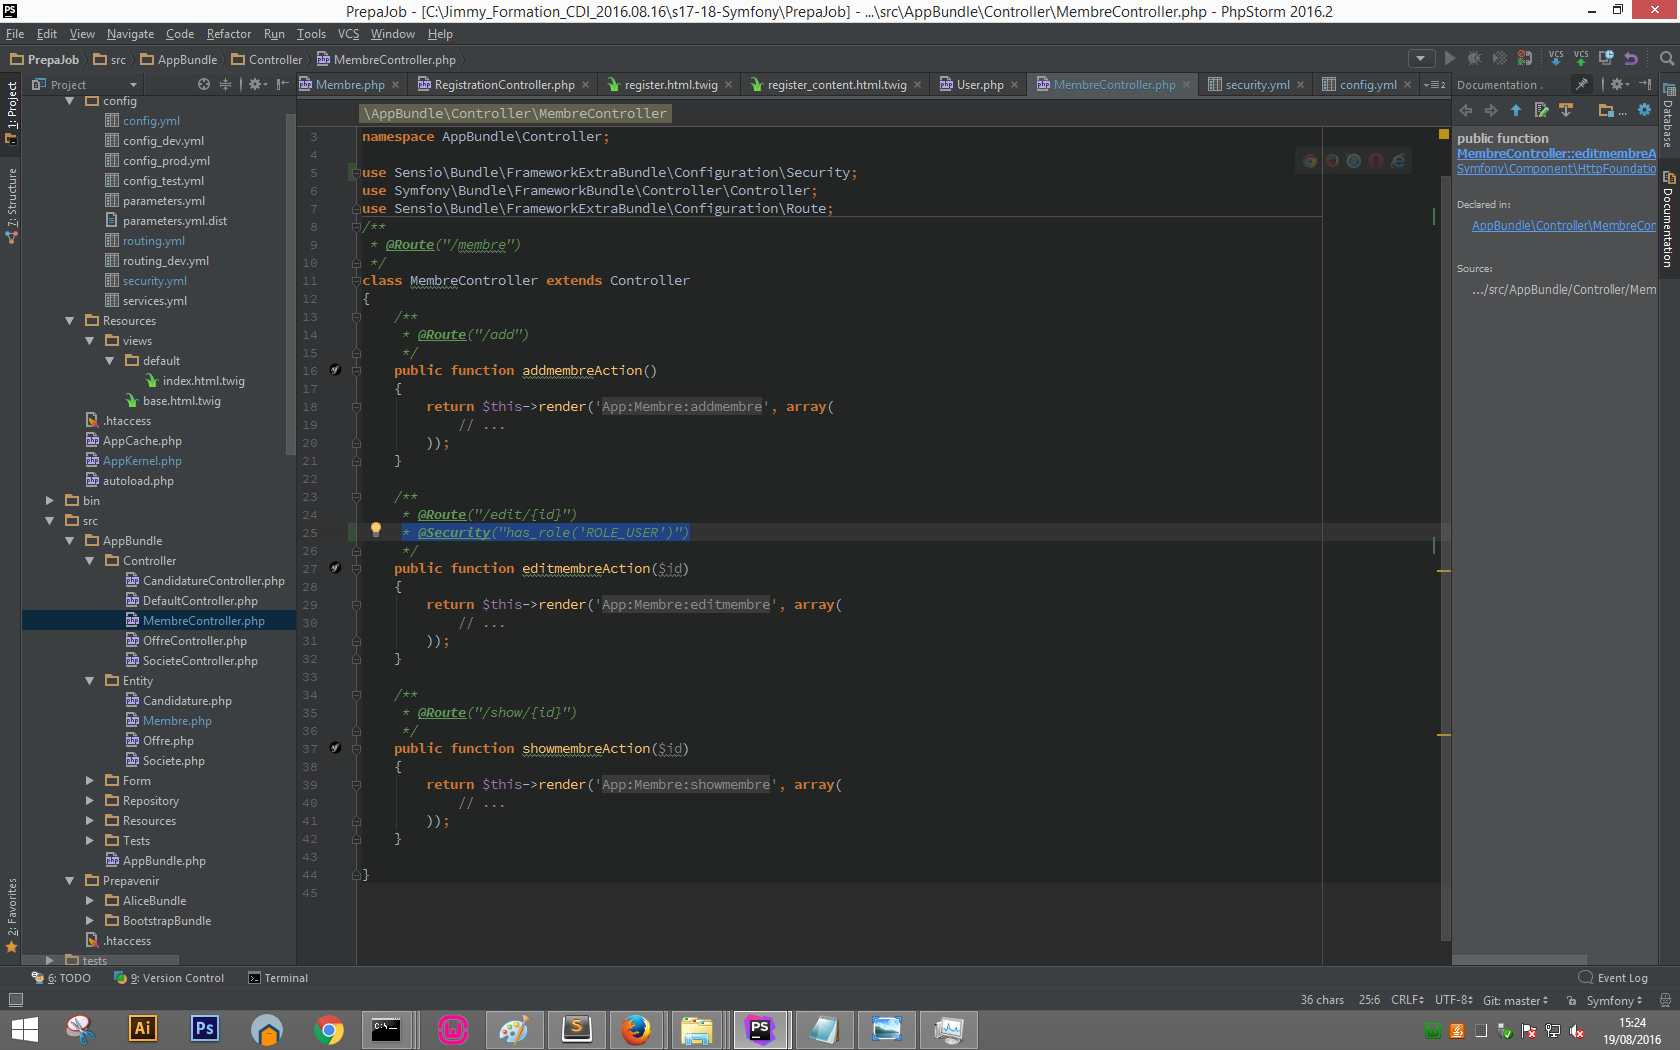 PS PrepaJob - [C:\Jimmy_Formation_CDI_2016.08.16\s17-18-Symfony\PrepaJob] - ...\src\AppBundle\Controller\MembreController.php - PhpStorm 2016.2
File Edit View Navigate Code Refactor Run Tools VCS Window Help
PrepaJob src AppBundle Controller MembreController.php
VCS VCS
1: Project
7: Structure
2: Favorites
Project
config
config.yml
config_dev.yml
config_prod.yml
config_test.yml
parameters.yml
parameters.yml.dist
routing.yml
routing_dev.yml
security.yml
services.yml
Resources
views
default
index.html.twig
base.html.twig
.htaccess
AppCache.php
AppKernel.php
autoload.php
bin
src
AppBundle
Controller
CandidatureController.php
DefaultController.php
MembreController.php
OffreController.php
SocieteController.php
Entity
Candidature.php
Membre.php
Offre.php
Societe.php
Form
Repository
Resources
Tests
AppBundle.php
Prepavenir
AliceBundle
BootstrapBundle
.htaccess
tests
Membre.php RegistrationController.php register.html.twig register_content.html.twig User.php MembreController.php security.yml config.yml
\AppBundle\Controller\MembreController
3 namespace AppBundle\Controller;
4
5 use Sensio\Bundle\FrameworkExtraBundle\Configuration\Security;
6 use Symfony\Bundle\FrameworkBundle\Controller\Controller;
7 use Sensio\Bundle\FrameworkExtraBundle\Configuration\Route;
8 /**
9 * @Route("/membre")
10 */
11 class MembreController extends Controller
12 {
13 /**
14 * @Route("/add")
15 */
16 public function addmembreAction()
17 {
18 return $this->render('App:Membre:addmembre', array(
19 // ...
20 ));
21 }
22
23 /**
24 * @Route("/edit/{id}")
25 * @Security("has_role('ROLE_USER')")
26 */
27 public function editmembreAction($id)
28 {
29 return $this->render('App:Membre:editmembre', array(
30 // ...
31 ));
32 }
33
34 /**
35 * @Route("/show/{id}")
36 */
37 public function showmembreAction($id)
38 {
39 return $this->render('App:Membre:showmembre', array(
40 // ...
41 ));
42 }
43
44 }
45
Documentation
public function
MembreController::editmembreA
Symfony\Component\HttpFoundatio
Declared in:
AppBundle\Controller\MembreCon
Source:
.../src/AppBundle/Controller/Mem
Database
Documentation
6: TODO 9: Version Control Terminal Event Log
36 chars 25:6 CRLF UTF-8 Git: master Symfony
Ai Ps PS
15:24
19/08/2016